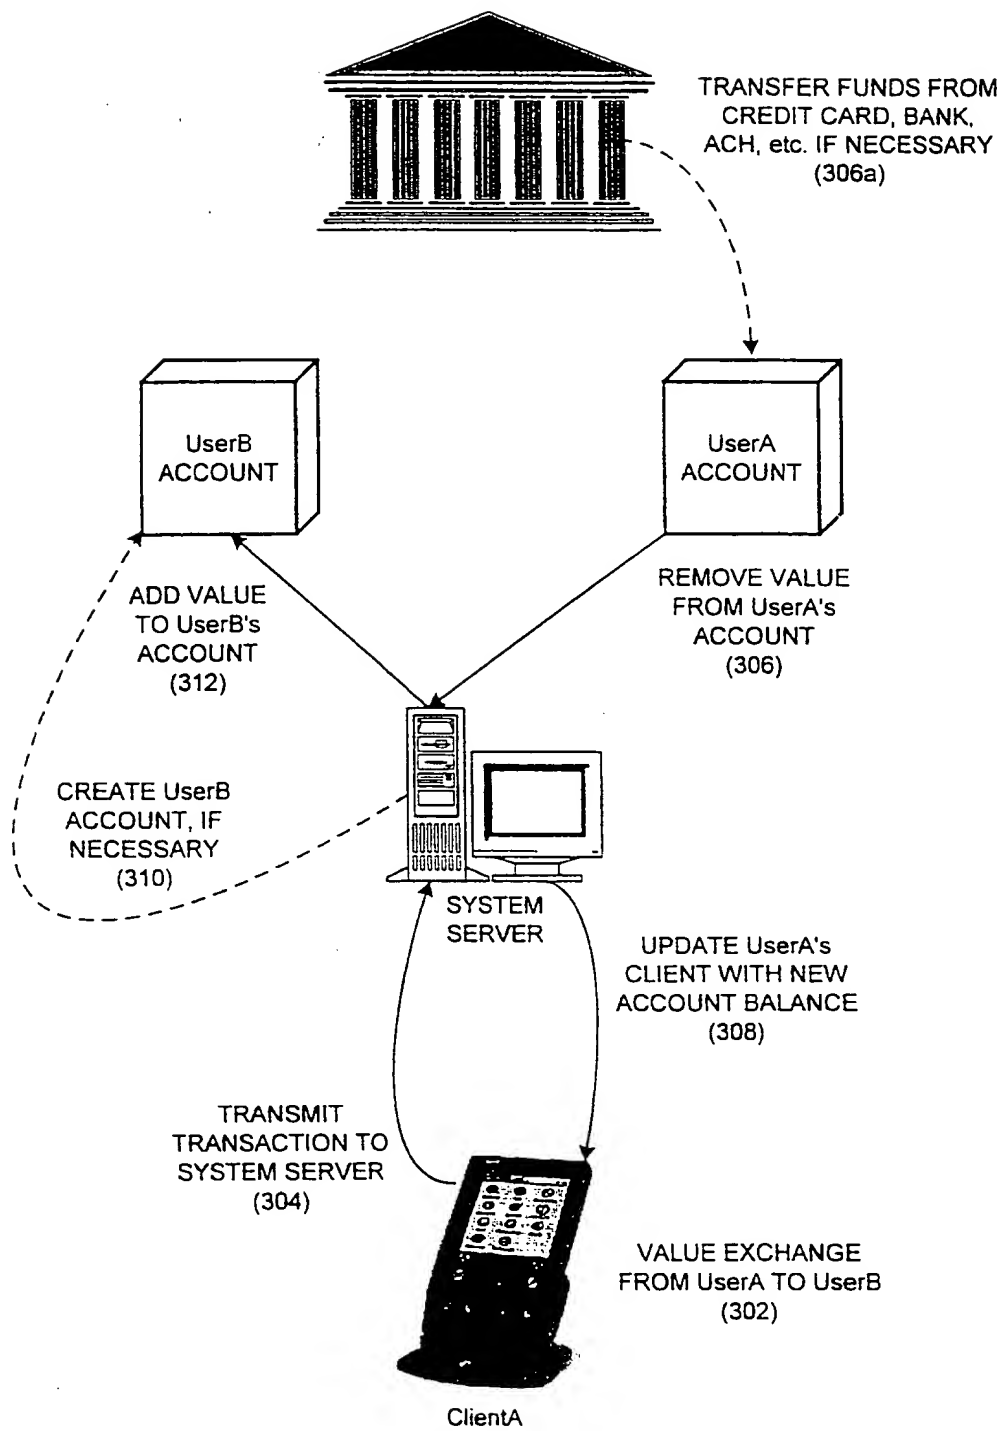 TRANSFER FUNDS FROM
CREDIT CARD, BANK,
ACH, etc. IF NECESSARY
(306a)
UserB
ACCOUNT
UserA
ACCOUNT
ADD VALUE
TO UserB's
ACCOUNT
(312)
REMOVE VALUE
FROM UserA's
ACCOUNT
(306)
CREATE UserB
ACCOUNT, IF
NECESSARY
(310)
SYSTEM
SERVER
UPDATE UserA's
CLIENT WITH NEW
ACCOUNT BALANCE
(308)
TRANSMIT
TRANSACTION TO
SYSTEM SERVER
(304)
VALUE EXCHANGE
FROM UserA TO UserB
(302)
ClientA